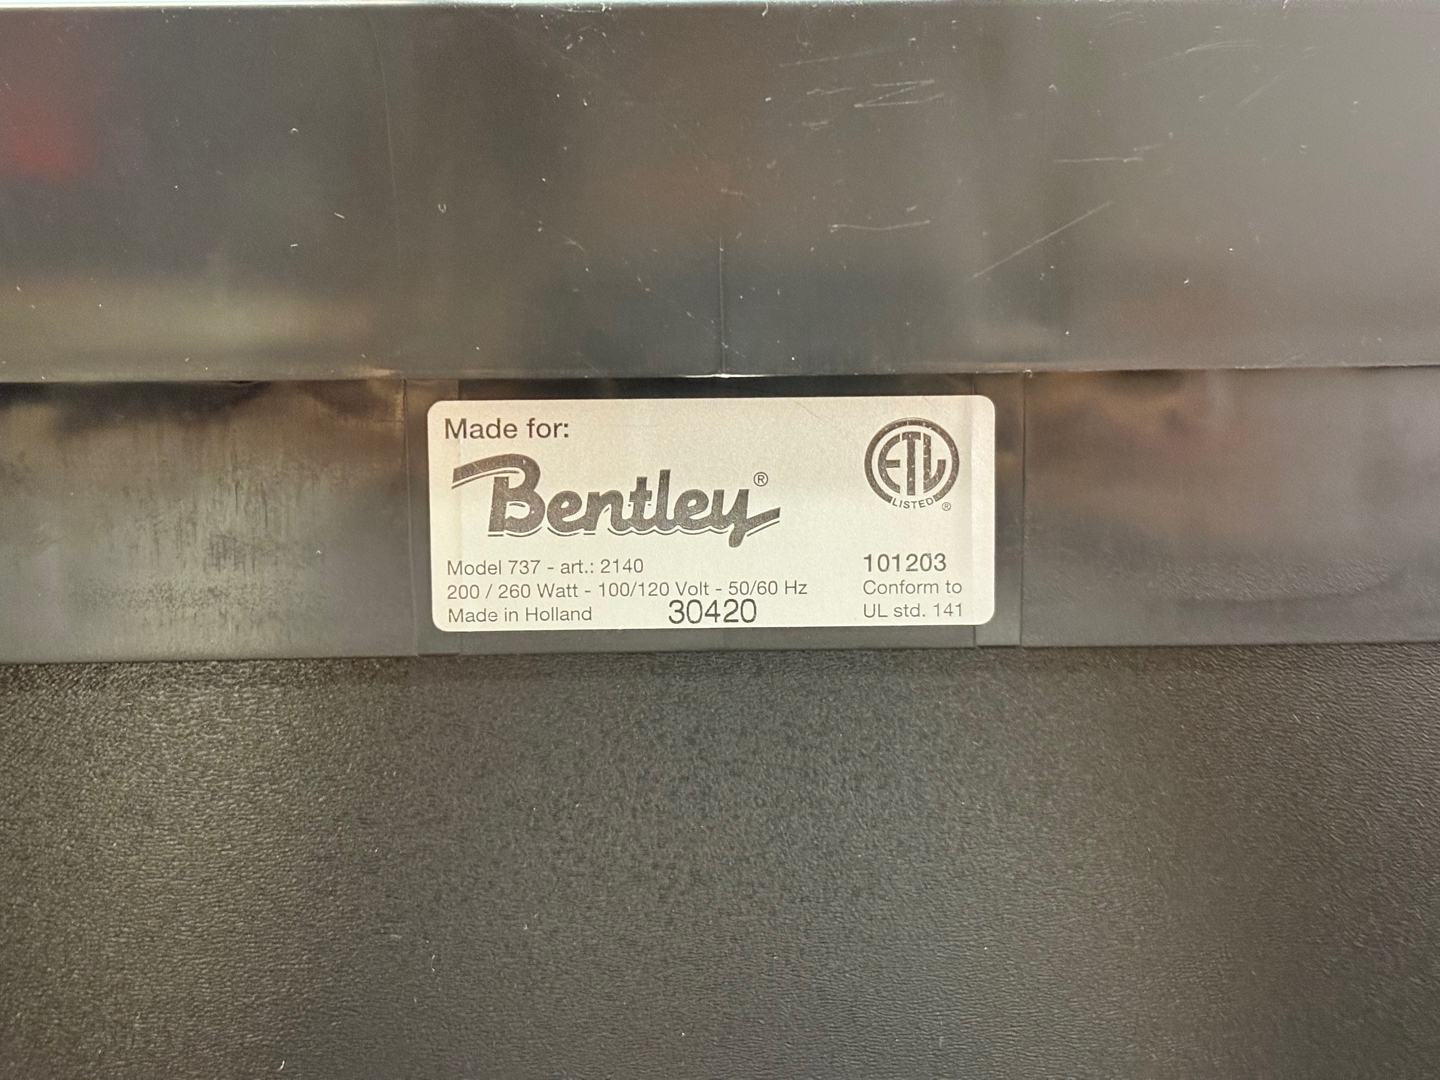 Made for:
Bentley®
ETL
LISTED®
Model 737 - art.: 2140
200 / 260 Watt - 100/120 Volt - 50/60 Hz
Made in Holland 30420
101203
Conform to
UL std. 141